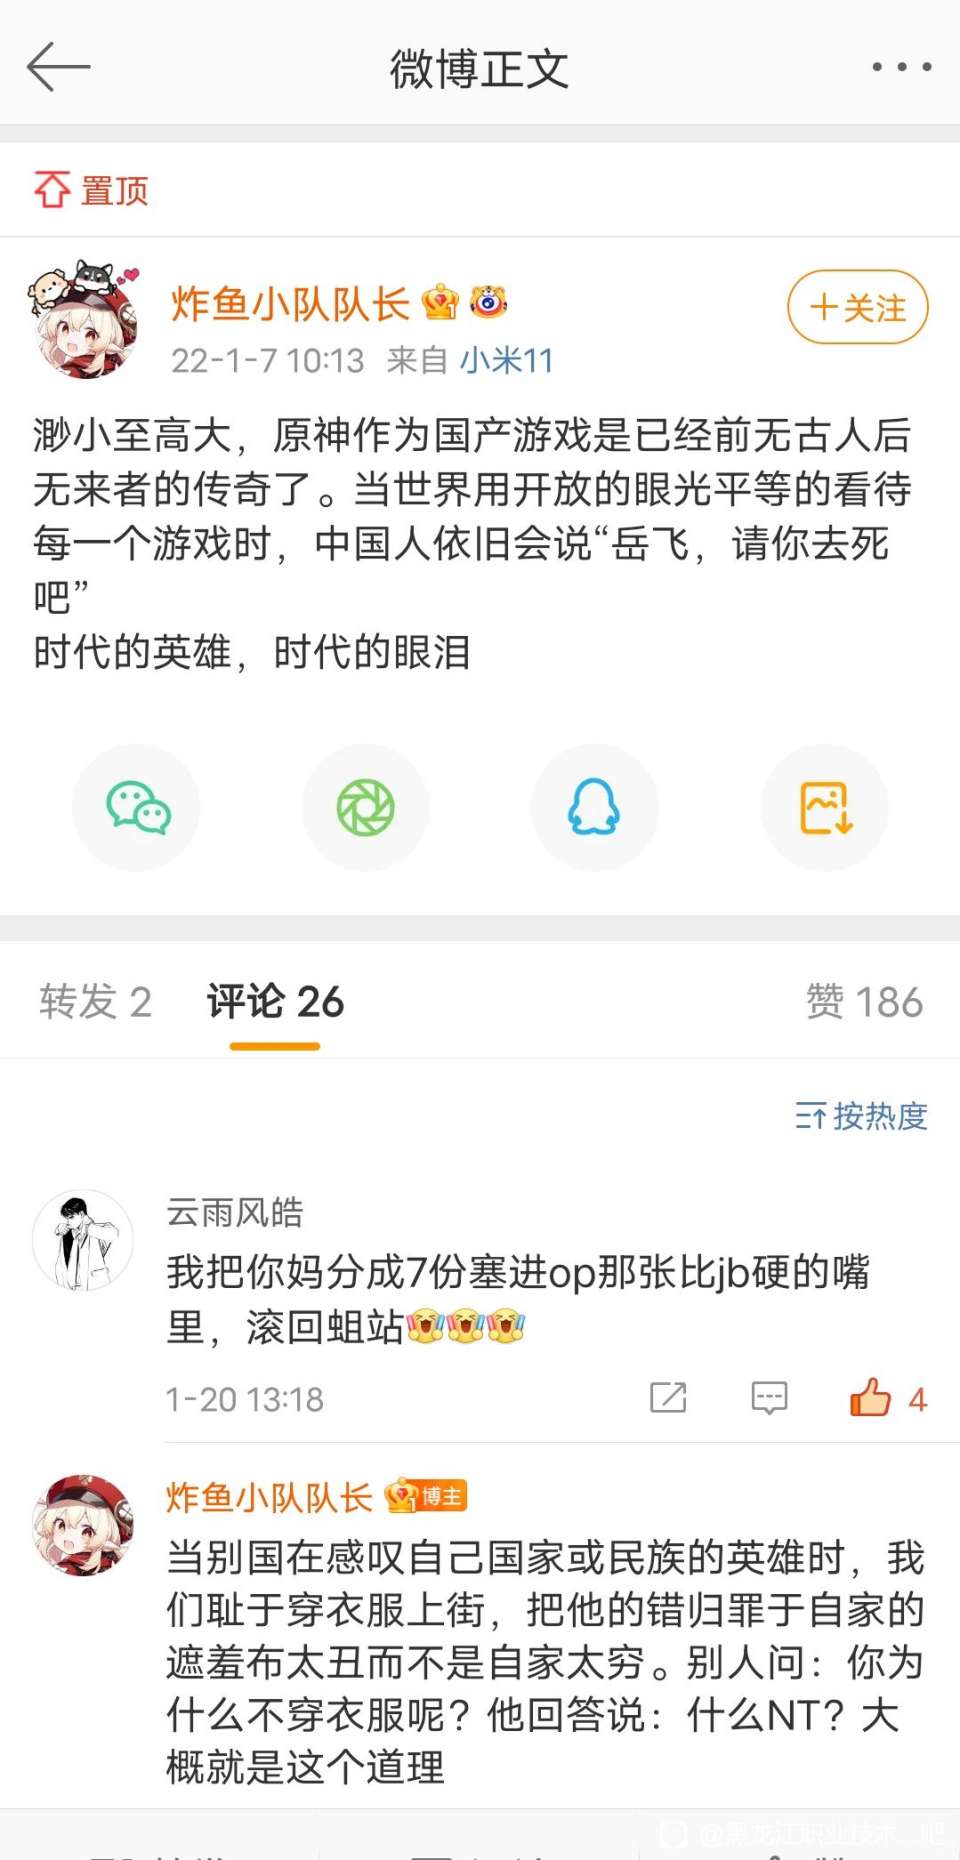 微博正文
置顶
炸鱼小队队长
+关注
22-1-7 10:13 来自 小米11
渺小至高大，原神作为国产游戏是已经前无古人后
无来者的传奇了。当世界用开放的眼光平等的看待
每一个游戏时，中国人依旧会说“岳飞，请你去死
吧”
时代的英雄，时代的眼泪
转发 2 评论 26 赞 186
按热度
云雨风皓
我把你妈分成7份塞进op那张比jb硬的嘴
里，滚回蛆站
1-20 13:18 4
炸鱼小队队长 博主
当别国在感叹自己国家或民族的英雄时，我
们耻于穿衣服上街，把他的错归罪于自家的
遮羞布太丑而不是自家太穷。别人问：你为
什么不穿衣服呢？他回答说：什么NT？大
概就是这个道理